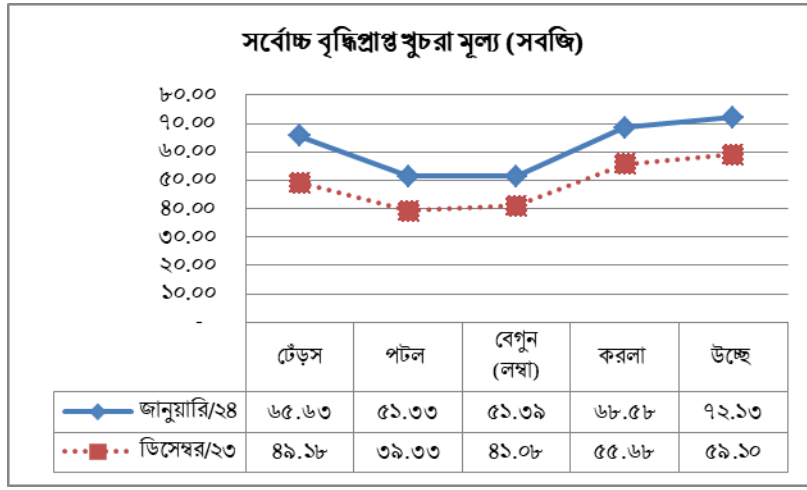 সর্বোচ্চ বৃদ্ধিপ্রাপ্ত খুচরা মূল্য (সবজি)
৮০.০০
৭০.০০
৬০.০০
৫০.০০
৪০.০০
৩০.০০
২০.০০
১০.০০
-
ঢেঁড়স পটল বেগুন (লম্বা) করলা উচ্ছে
জানুয়ারি/২৪ ৬৫.৬৩ ৫১.৩৩ ৫১.৩৯ ৬৮.৫৮ ৭২.১৩
ডিসেম্বর/২৩ ৪৯.১৮ ৩৯.৩৩ ৪১.০৮ ৫৫.৬৮ ৫৯.১০